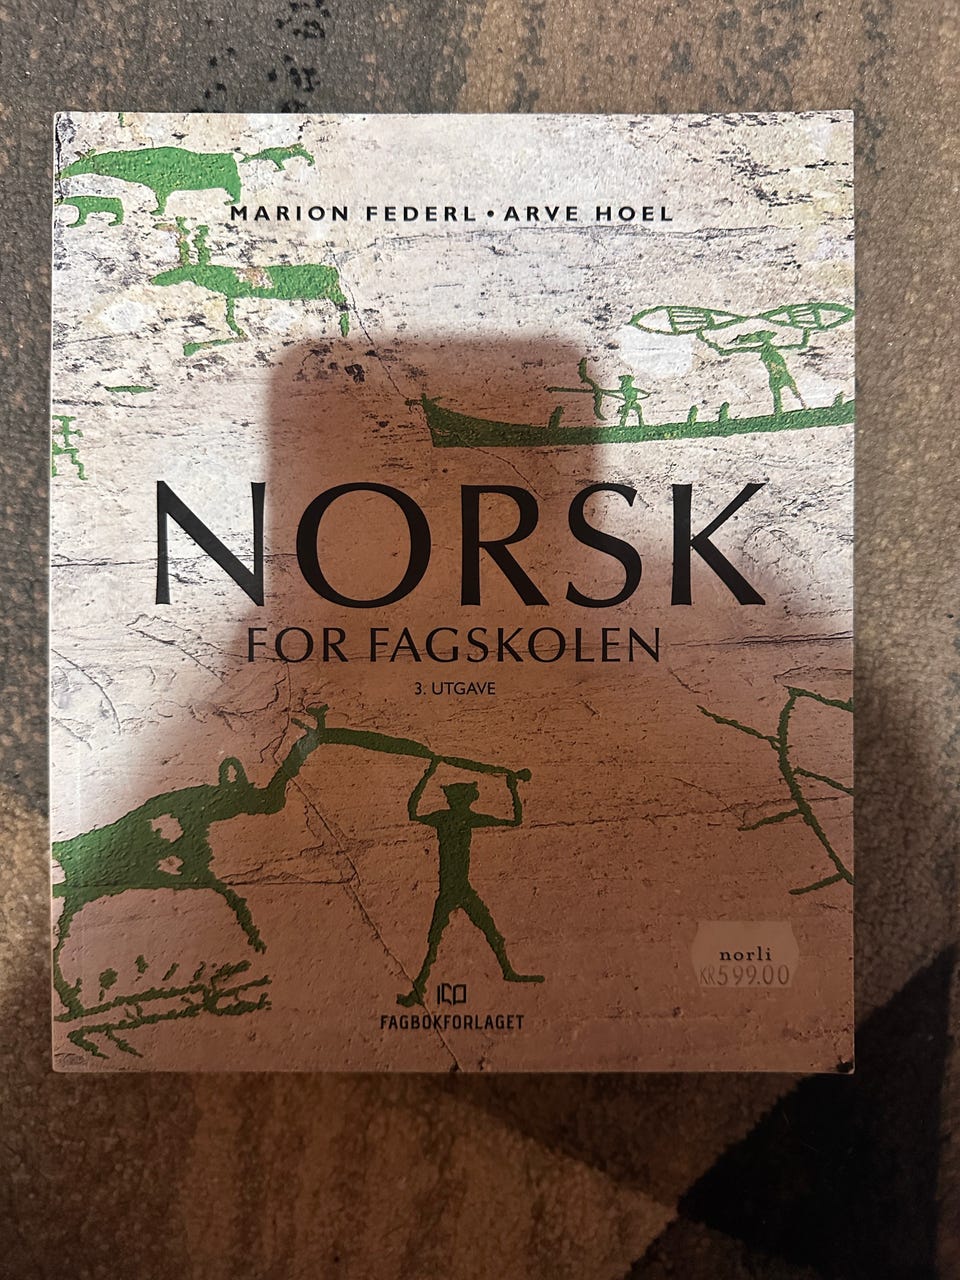 MARION FEDERL • ARVE HOEL
NORSK
FOR FAGSKOLEN
3. UTGAVE
norli
KR599.00
FAGBOKFORLAGET